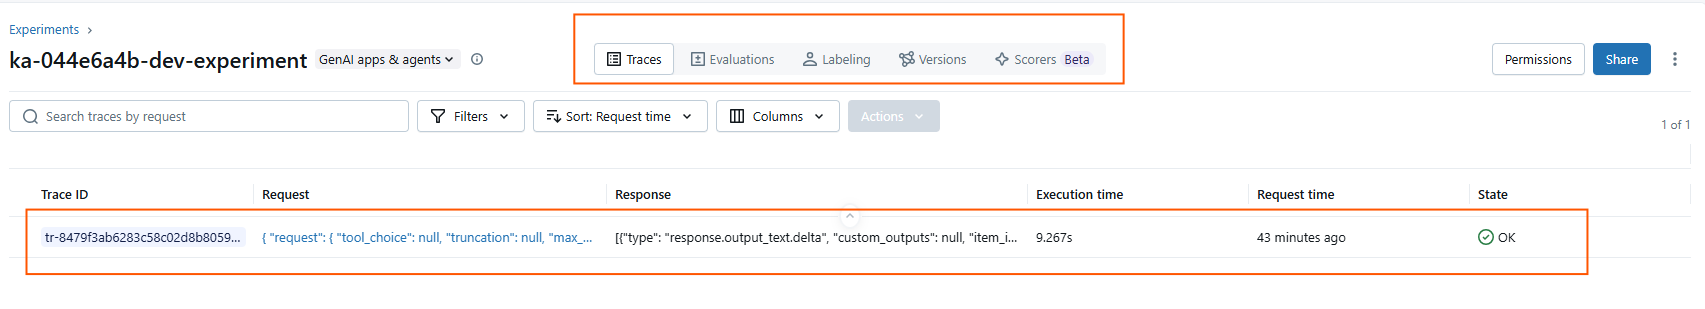 Experiments
ka-044e6a4b-dev-experiment GenAI apps & agents Traces Evaluations Labeling Versions Scorers Beta Permissions Share
Search traces by request Filters Sort: Request time Columns Actions
1 of 1
Trace ID Request Response Execution time Request time State
tr-8479f3ab6283c58c02d8b8059... { "request": { "tool_choice": null, "truncation": null, "max_... [{"type": "response.output_text.delta", "custom_outputs": null, "item_i... 9.267s 43 minutes ago OK